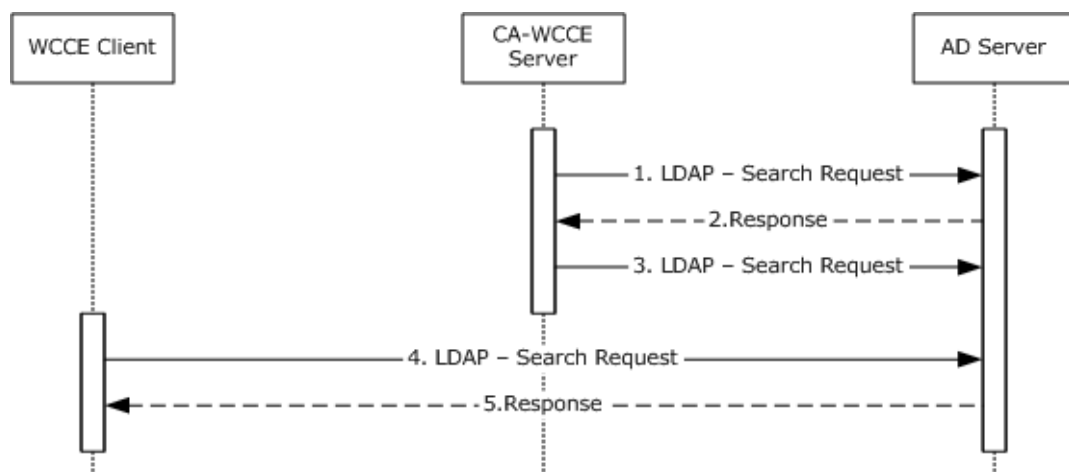 WCCE Client
CA-WCCE
Server
AD Server
1. LDAP – Search Request
2.Response
3. LDAP – Search Request
4. LDAP – Search Request
5.Response